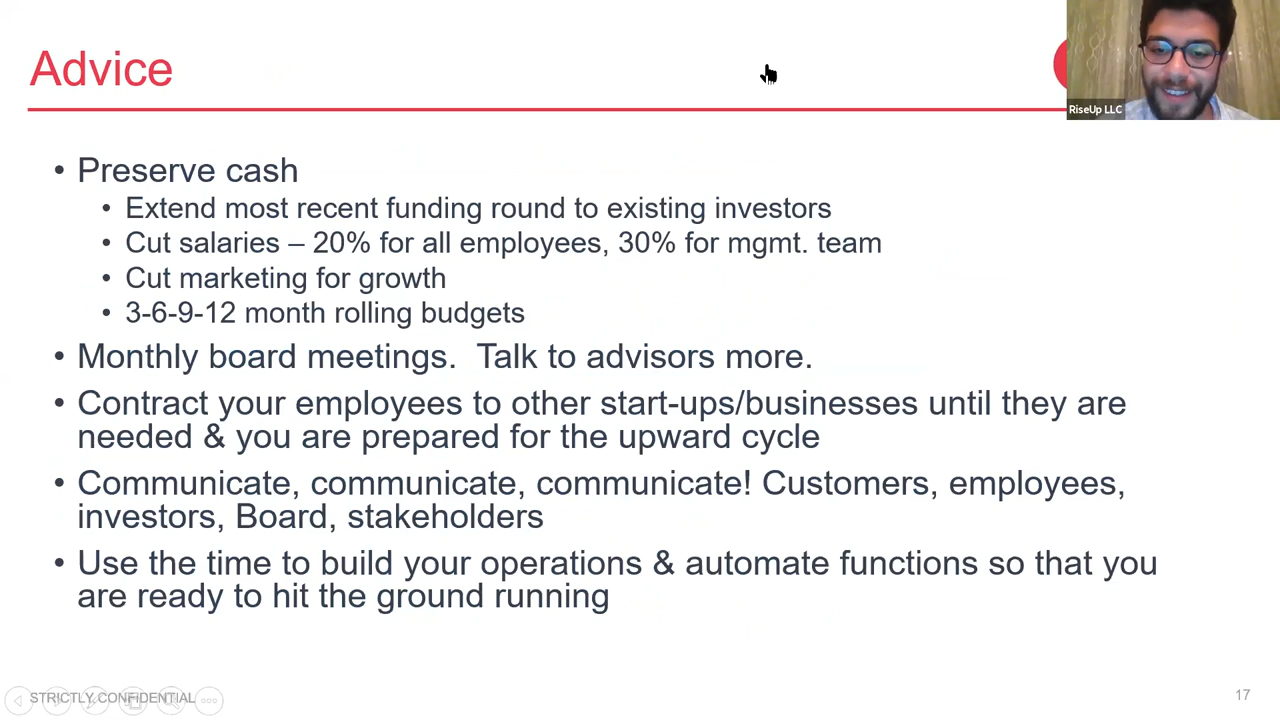 Advice
RiseUp LLC
• Preserve cash
• Extend most recent funding round to existing investors
• Cut salaries – 20% for all employees, 30% for mgmt. team
• Cut marketing for growth
• 3-6-9-12 month rolling budgets
• Monthly board meetings.  Talk to advisors more.
• Contract your employees to other start-ups/businesses until they are
needed & you are prepared for the upward cycle
• Communicate, communicate, communicate! Customers, employees,
investors, Board, stakeholders
• Use the time to build your operations & automate functions so that you
are ready to hit the ground running
STRICTLY CONFIDENTIAL
17